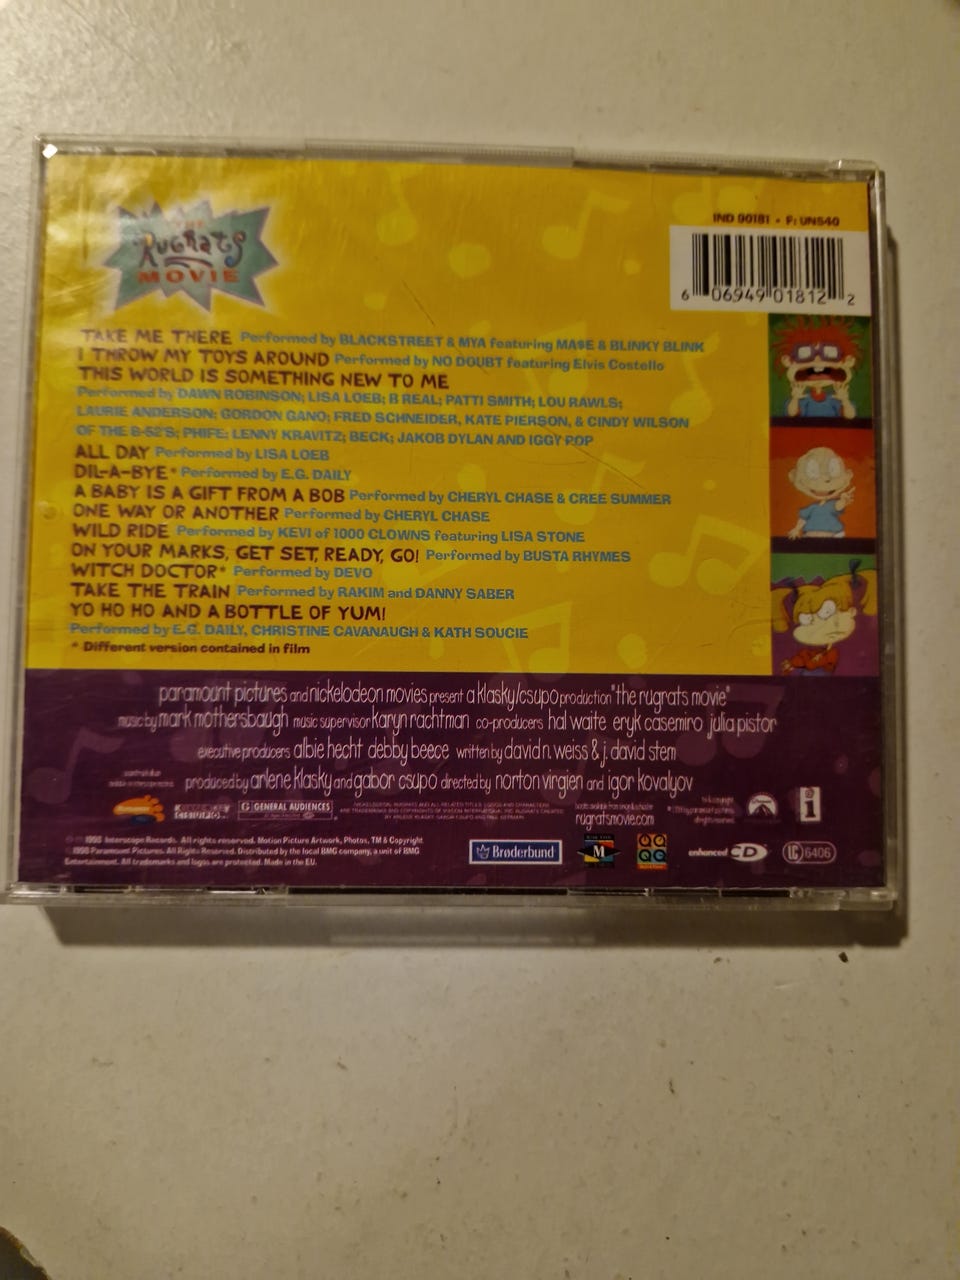 THE
RUGRATS
MOVIE
IND 90181 • F: UN540
6 06949 01812 2
TAKE ME THERE Performed by BLACKSTREET & MYA featuring MA$E & BLINKY BLINK
I THROW MY TOYS AROUND Performed by NO DOUBT featuring Elvis Costello
THIS WORLD IS SOMETHING NEW TO ME
Performed by DAWN ROBINSON; LISA LOEB; B REAL; PATTI SMITH; LOU RAWLS;
LAURIE ANDERSON; GORDON GANO; FRED SCHNEIDER, KATE PIERSON, & CINDY WILSON
OF THE B-52'S; PHIFE; LENNY KRAVITZ; BECK; JAKOB DYLAN AND IGGY POP
ALL DAY Performed by LISA LOEB
DIL-A-BYE* Performed by E.G. DAILY
A BABY IS A GIFT FROM A BOB Performed by CHERYL CHASE & CREE SUMMER
ONE WAY OR ANOTHER Performed by CHERYL CHASE
WILD RIDE Performed by KEVI of 1000 CLOWNS featuring LISA STONE
ON YOUR MARKS, GET SET, READY, GO! Performed by BUSTA RHYMES
WITCH DOCTOR* Performed by DEVO
TAKE THE TRAIN Performed by RAKIM and DANNY SABER
YO HO HO AND A BOTTLE OF YUM!
Performed by E.G. DAILY, CHRISTINE CAVANAUGH & KATH SOUCIE
* Different version contained in film
paramount pictures and nickelodeon movies present a klasky/csupo production "the rugrats movie"
music by mark mothersbaugh music supervisor karyn rachtman co-producers hal waite eryk casemiro julia pistor
executive producers albie hecht debby beece written by david n. weiss & j. david stem
produced by arlene klasky and gabor csupo directed by norton virgien and igor kovalyov
G GENERAL AUDIENCES
rugratsmovie.com
1998 Interscope Records. All rights reserved. Motion Picture Artwork, Photos, TM & Copyright
1998 Paramount Pictures. All Rights Reserved. Distributed by the local BMG company, a unit of BMG
Entertainment. All trademarks and logos are protected. Made in the EU.
Brøderbund
M
enhanced CD
LC 6406
i